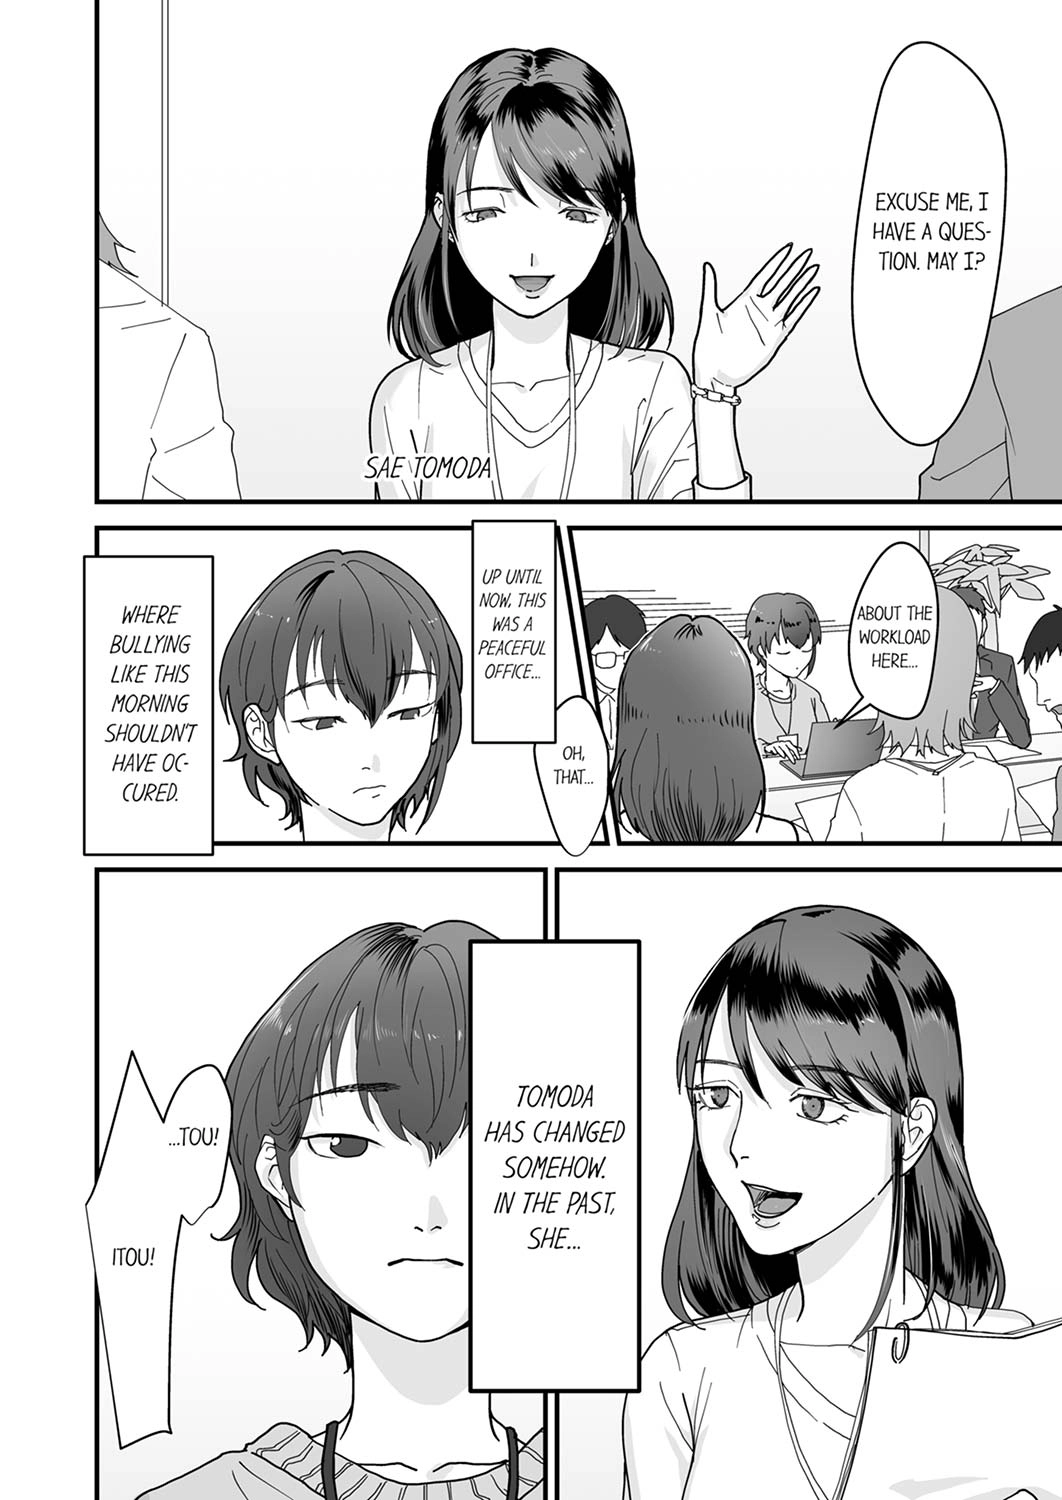 EXCUSE ME, I
HAVE A QUES-
TION. MAY I?
SAE TOMODA
ABOUT THE
WORKLOAD
HERE...
OH,
THAT...
UP UNTIL
NOW, THIS
WAS A
PEACEFUL
OFFICE...
WHERE
BULLYING
LIKE THIS
MORNING
SHOULDN'T
HAVE OC-
CURED.
TOMODA
HAS CHANGED
SOMEHOW.
IN THE PAST,
SHE...
...TOU!
ITOU!